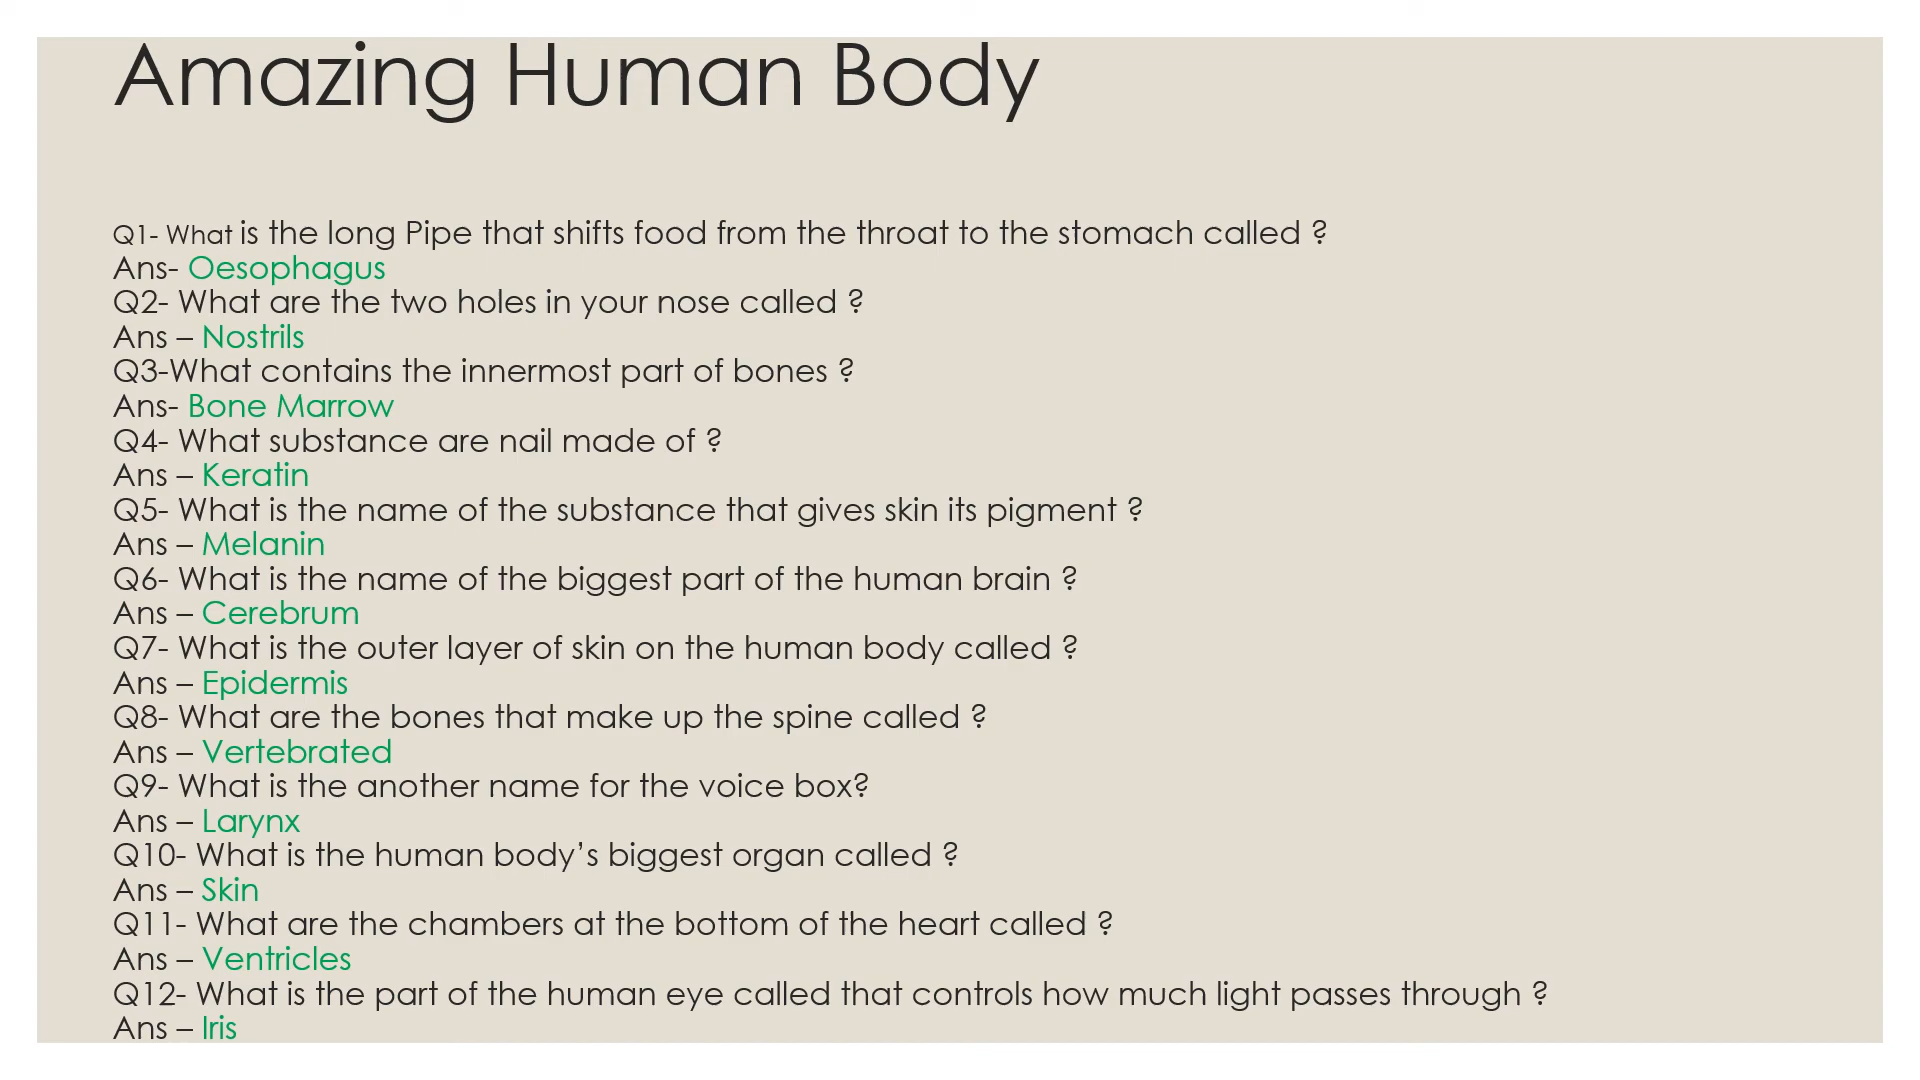 Amazing Human Body
Q1- What is the long Pipe that shifts food from the throat to the stomach called ?
Ans- Oesophagus
Q2- What are the two holes in your nose called ?
Ans – Nostrils
Q3-What contains the innermost part of bones ?
Ans- Bone Marrow
Q4- What substance are nail made of ?
Ans – Keratin
Q5- What is the name of the substance that gives skin its pigment ?
Ans – Melanin
Q6- What is the name of the biggest part of the human brain ?
Ans – Cerebrum
Q7- What is the outer layer of skin on the human body called ?
Ans – Epidermis
Q8- What are the bones that make up the spine called ?
Ans – Vertebrated
Q9- What is the another name for the voice box?
Ans – Larynx
Q10- What is the human body’s biggest organ called ?
Ans – Skin
Q11- What are the chambers at the bottom of the heart called ?
Ans – Ventricles
Q12- What is the part of the human eye called that controls how much light passes through ?
Ans – Iris